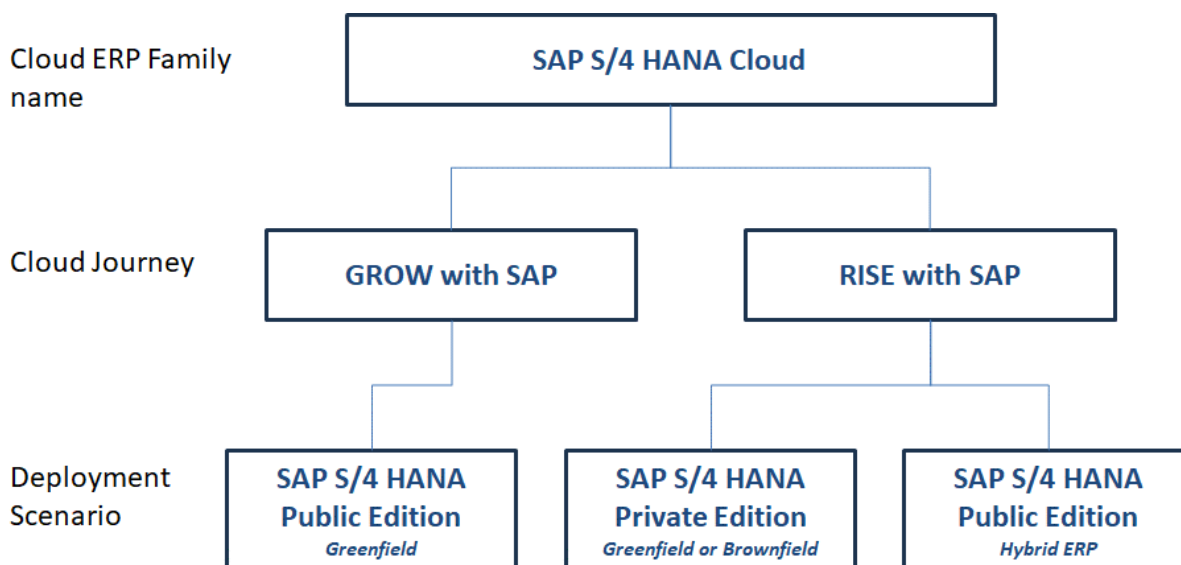 Cloud ERP Family
name
SAP S/4 HANA Cloud
Cloud Journey
GROW with SAP
RISE with SAP
Deployment
Scenario
SAP S/4 HANA
Public Edition
Greenfield
SAP S/4 HANA
Private Edition
Greenfield or Brownfield
SAP S/4 HANA
Public Edition
Hybrid ERP